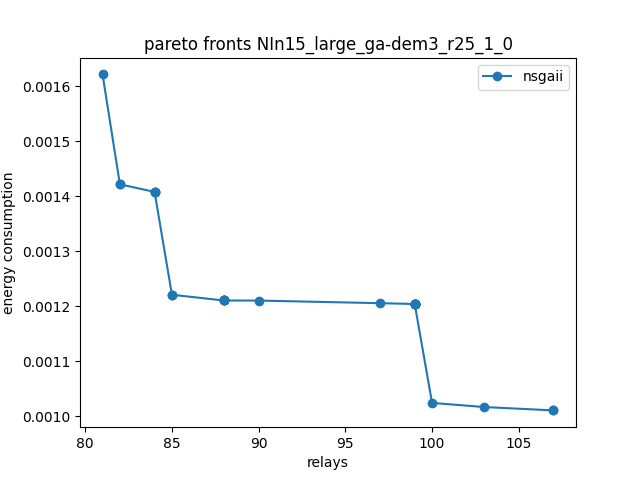 pareto fronts NIn15_large_ga-dem3_r25_1_0
nsgaii
energy consumption
0.0016
0.0015
0.0014
0.0013
0.0012
0.0011
0.0010
80 85 90 95 100 105
relays